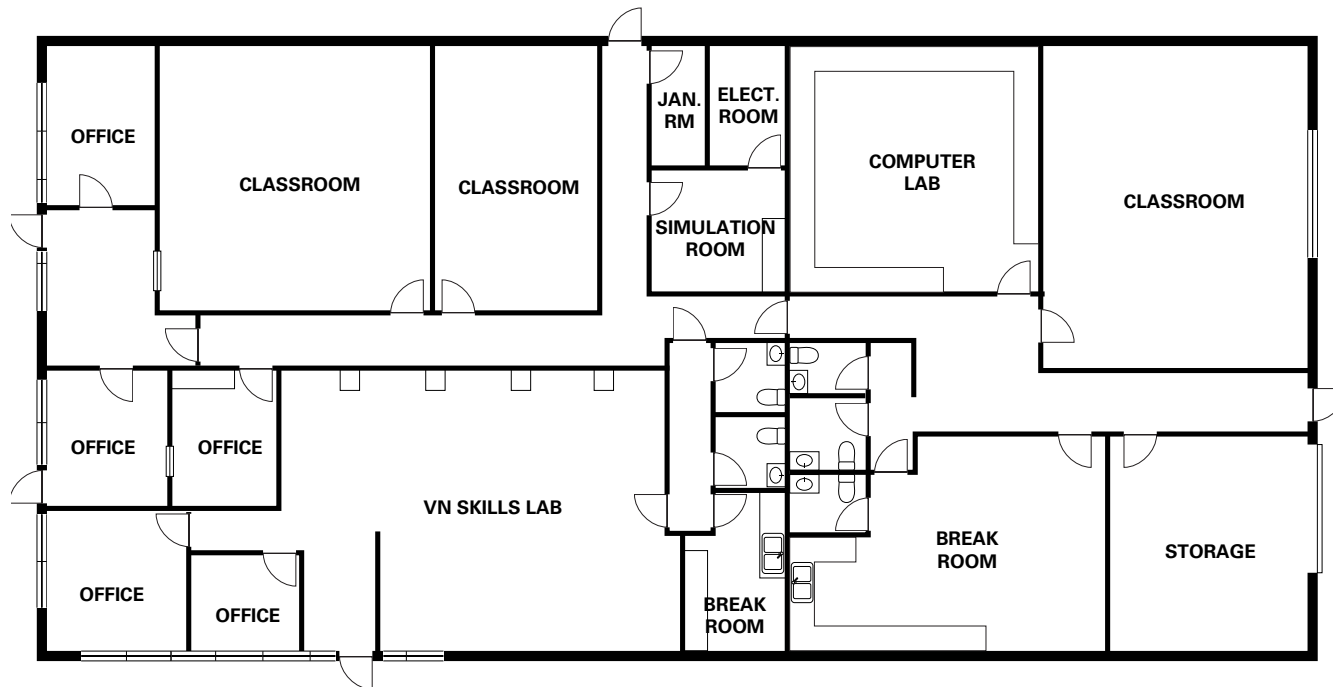 OFFICE
CLASSROOM
CLASSROOM
JAN.
RM
ELECT.
ROOM
SIMULATION
ROOM
COMPUTER
LAB
CLASSROOM
OFFICE
OFFICE
OFFICE
OFFICE
VN SKILLS LAB
BREAK
ROOM
BREAK
ROOM
STORAGE